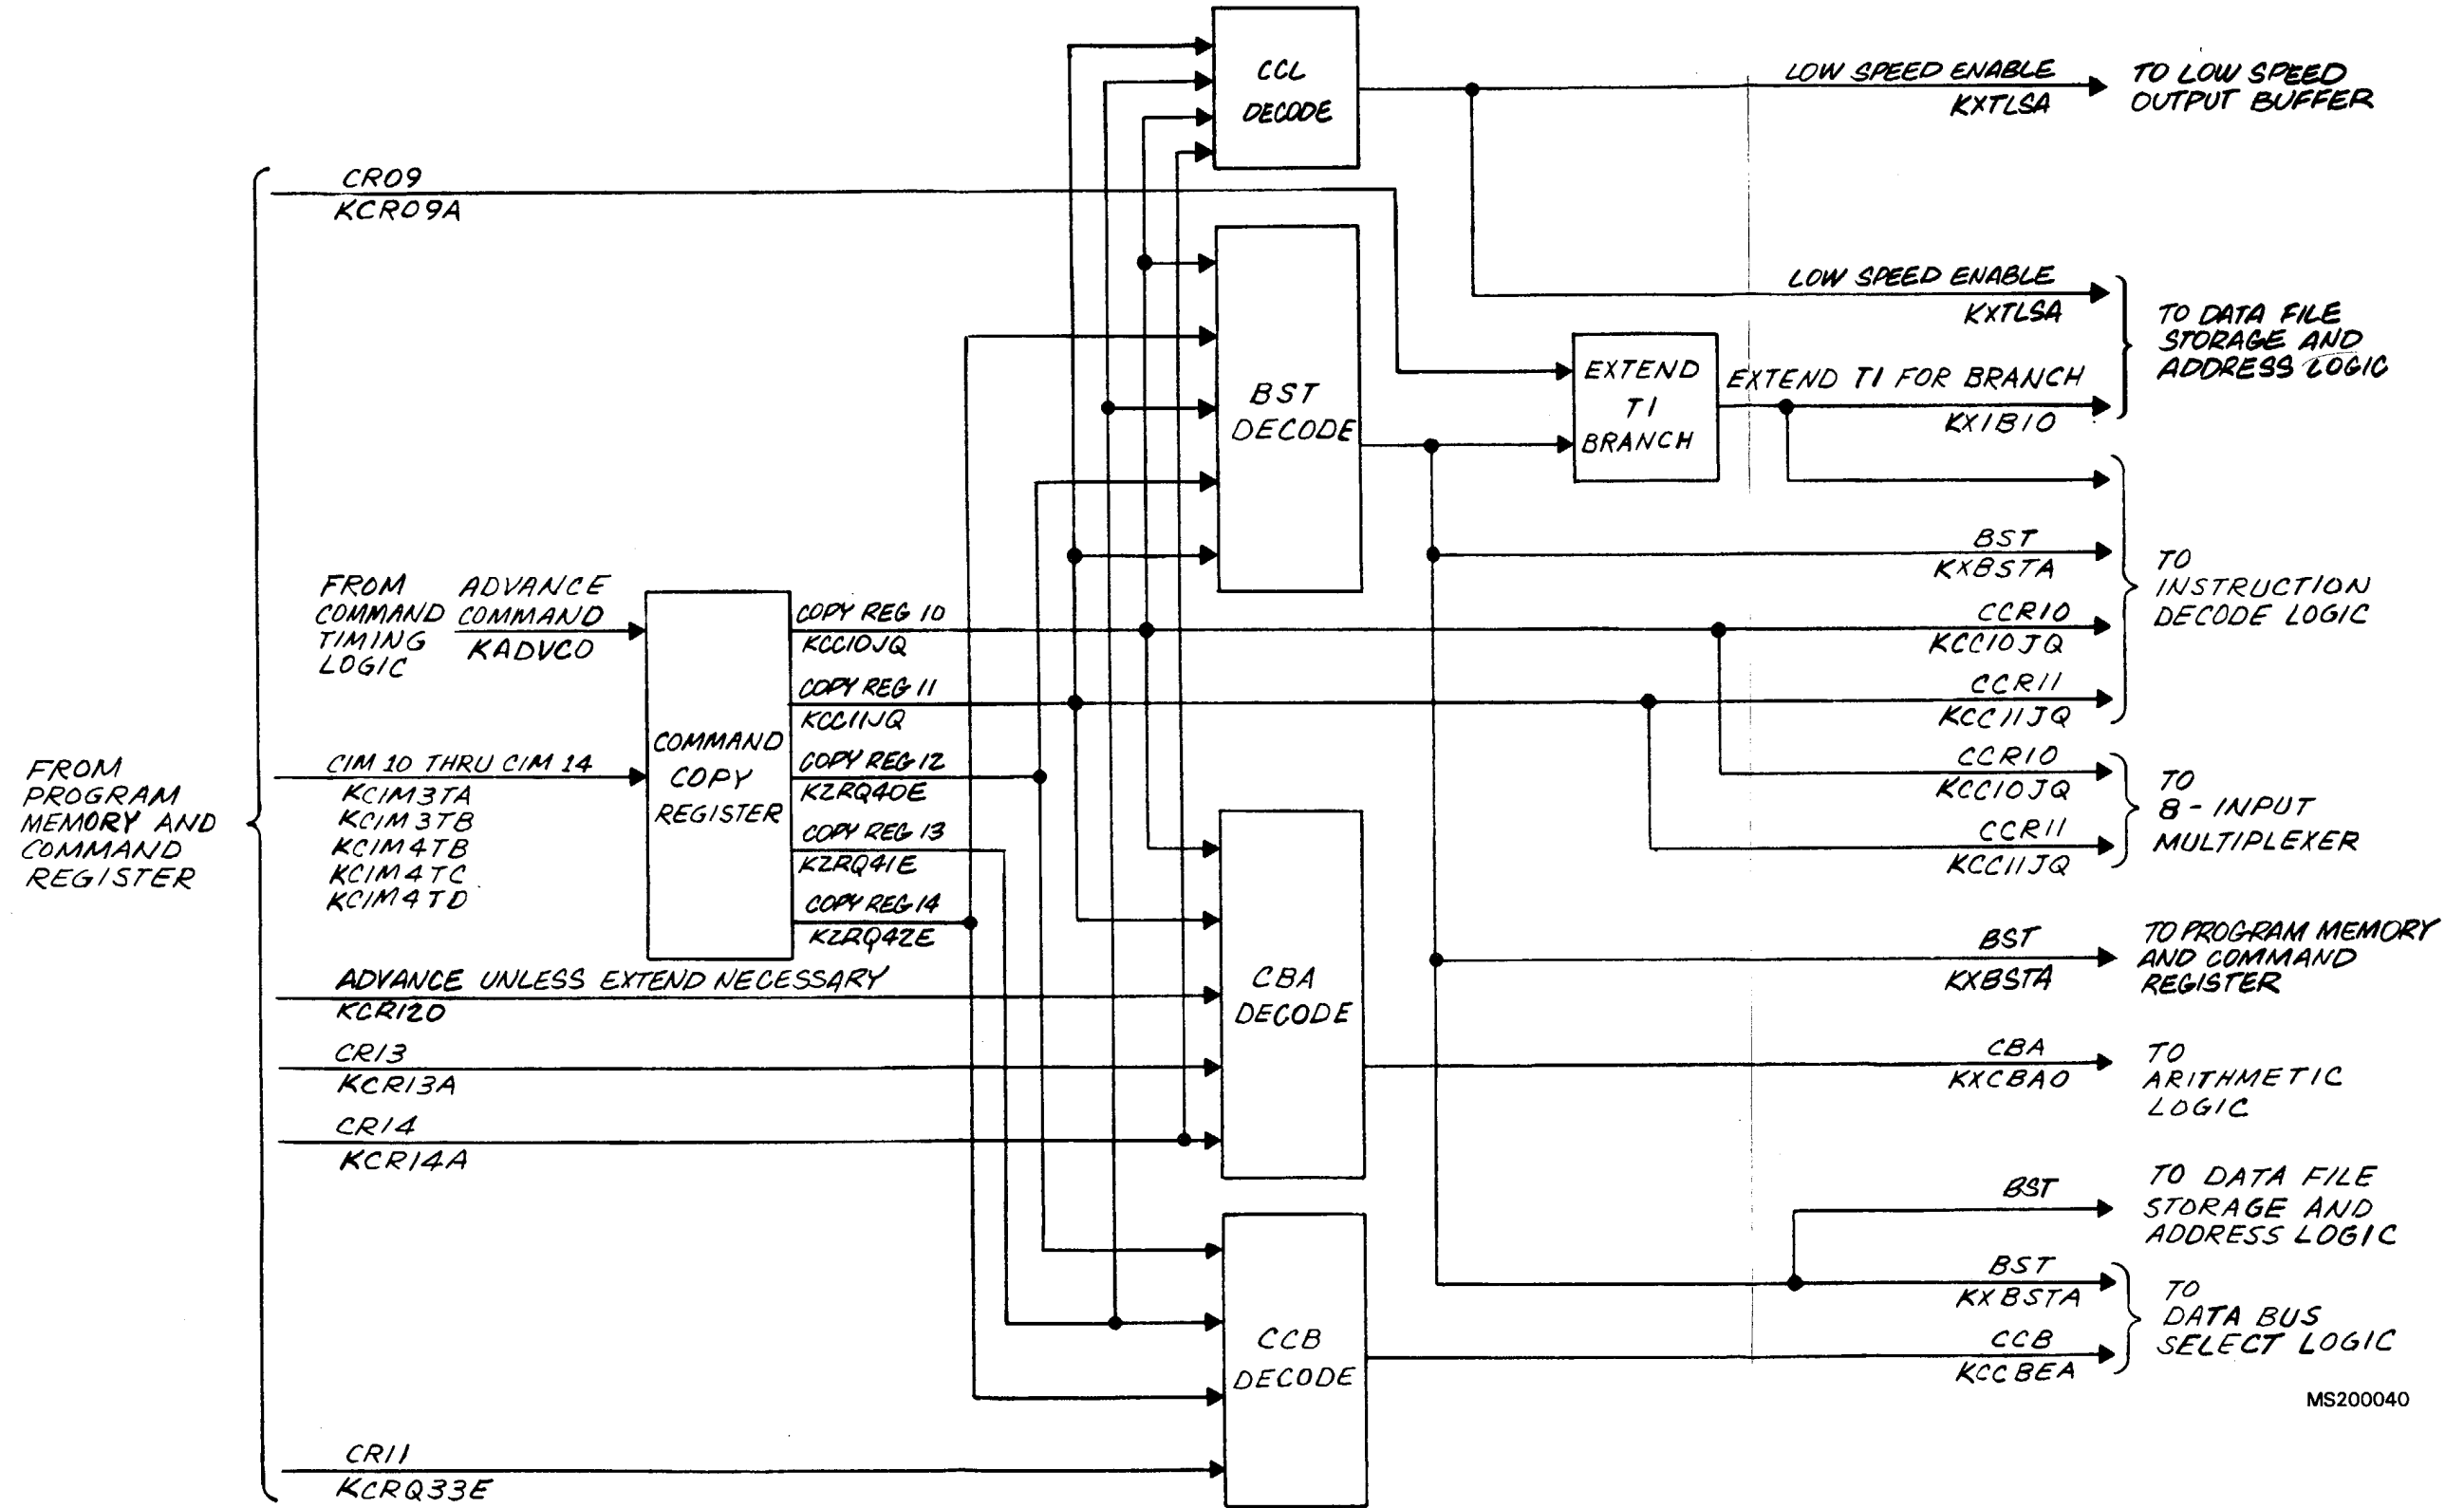 CCL
DECODE
LOW SPEED ENABLE
KXTLSA
TO LOW SPEED
OUTPUT BUFFER
CR09
KCR09A
BST
DECODE
LOW SPEED ENABLE
KXTLSA
EXTEND
T1
BRANCH
EXTEND T1 FOR BRANCH
KX1B10
TO DATA FILE
STORAGE AND
ADDRESS LOGIC
FROM
COMMAND
TIMING
LOGIC
ADVANCE
COMMAND
KADVCO
BST
KXBSTA
CCR10
KCC10JQ
CCR11
KCC11JQ
TO
INSTRUCTION
DECODE LOGIC
FROM
PROGRAM
MEMORY AND
COMMAND
REGISTER
CIM 10 THRU CIM 14
KCIM3TA
KCIM3TB
KCIM4TB
KCIM4TC
KCIM4TD
COMMAND
COPY
REGISTER
COPY REG 10
KCC10JQ
COPY REG 11
KCC11JQ
COPY REG 12
KZRQ40E
COPY REG 13
KZRQ41E
COPY REG 14
KZRQ42E
CCR10
KCC10JQ
CCR11
KCC11JQ
TO
8-INPUT
MULTIPLEXER
ADVANCE UNLESS EXTEND NECESSARY
KCR120
CR13
KCR13A
CR14
KCR14A
CBA
DECODE
BST
KXBSTA
TO PROGRAM MEMORY
AND COMMAND
REGISTER
CBA
KXCBAO
TO
ARITHMETIC
LOGIC
BST
TO DATA FILE
STORAGE AND
ADDRESS LOGIC
CCB
DECODE
BST
KXBSTA
CCB
KCCBEA
TO
DATA BUS
SELECT LOGIC
CR11
KCRQ33E
MS200040